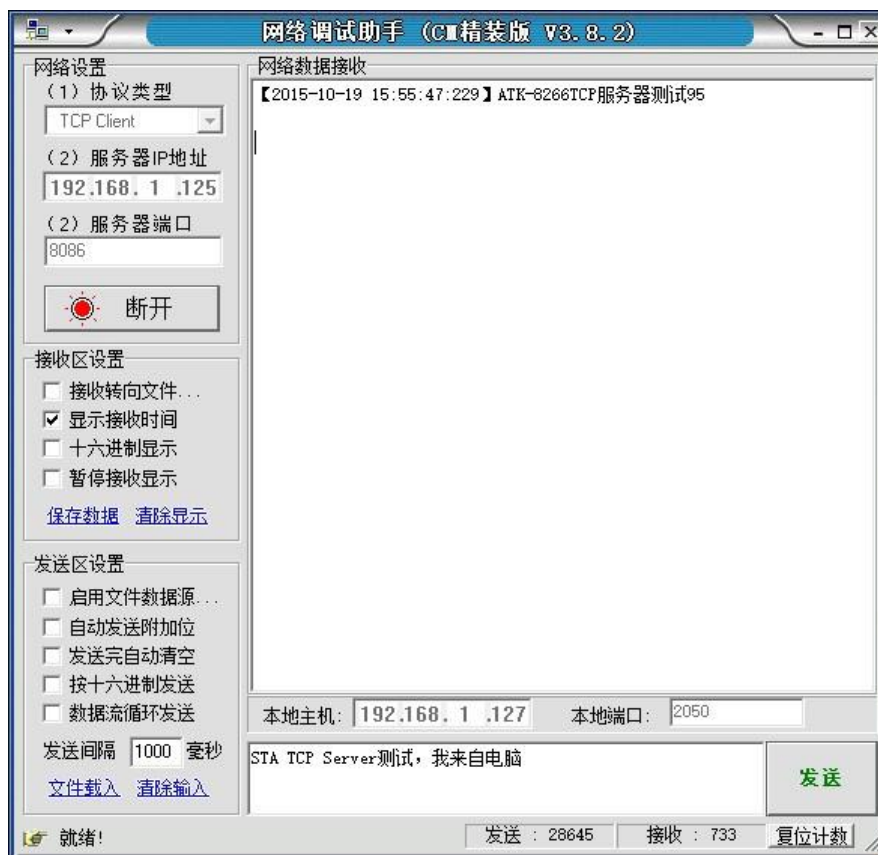 网络调试助手 (CⅢ精装版 V3.8.2)
网络设置
(1) 协议类型
TCP Client
(2) 服务器IP地址
192.168. 1 .125
(2) 服务器端口
8086
断开
接收区设置
接收转向文件...
显示接收时间
十六进制显示
暂停接收显示
保存数据 清除显示
发送区设置
启用文件数据源...
自动发送附加位
发送完自动清空
按十六进制发送
数据流循环发送
发送间隔 1000 毫秒
文件载入 清除输入
网络数据接收
【2015-10-19 15:55:47:229】ATK-8266TCP服务器测试95
本地主机: 192.168. 1 .127 本地端口: 2050
STA TCP Server测试，我来自电脑
发送
就绪!
发送 : 28645 接收 : 733 复位计数